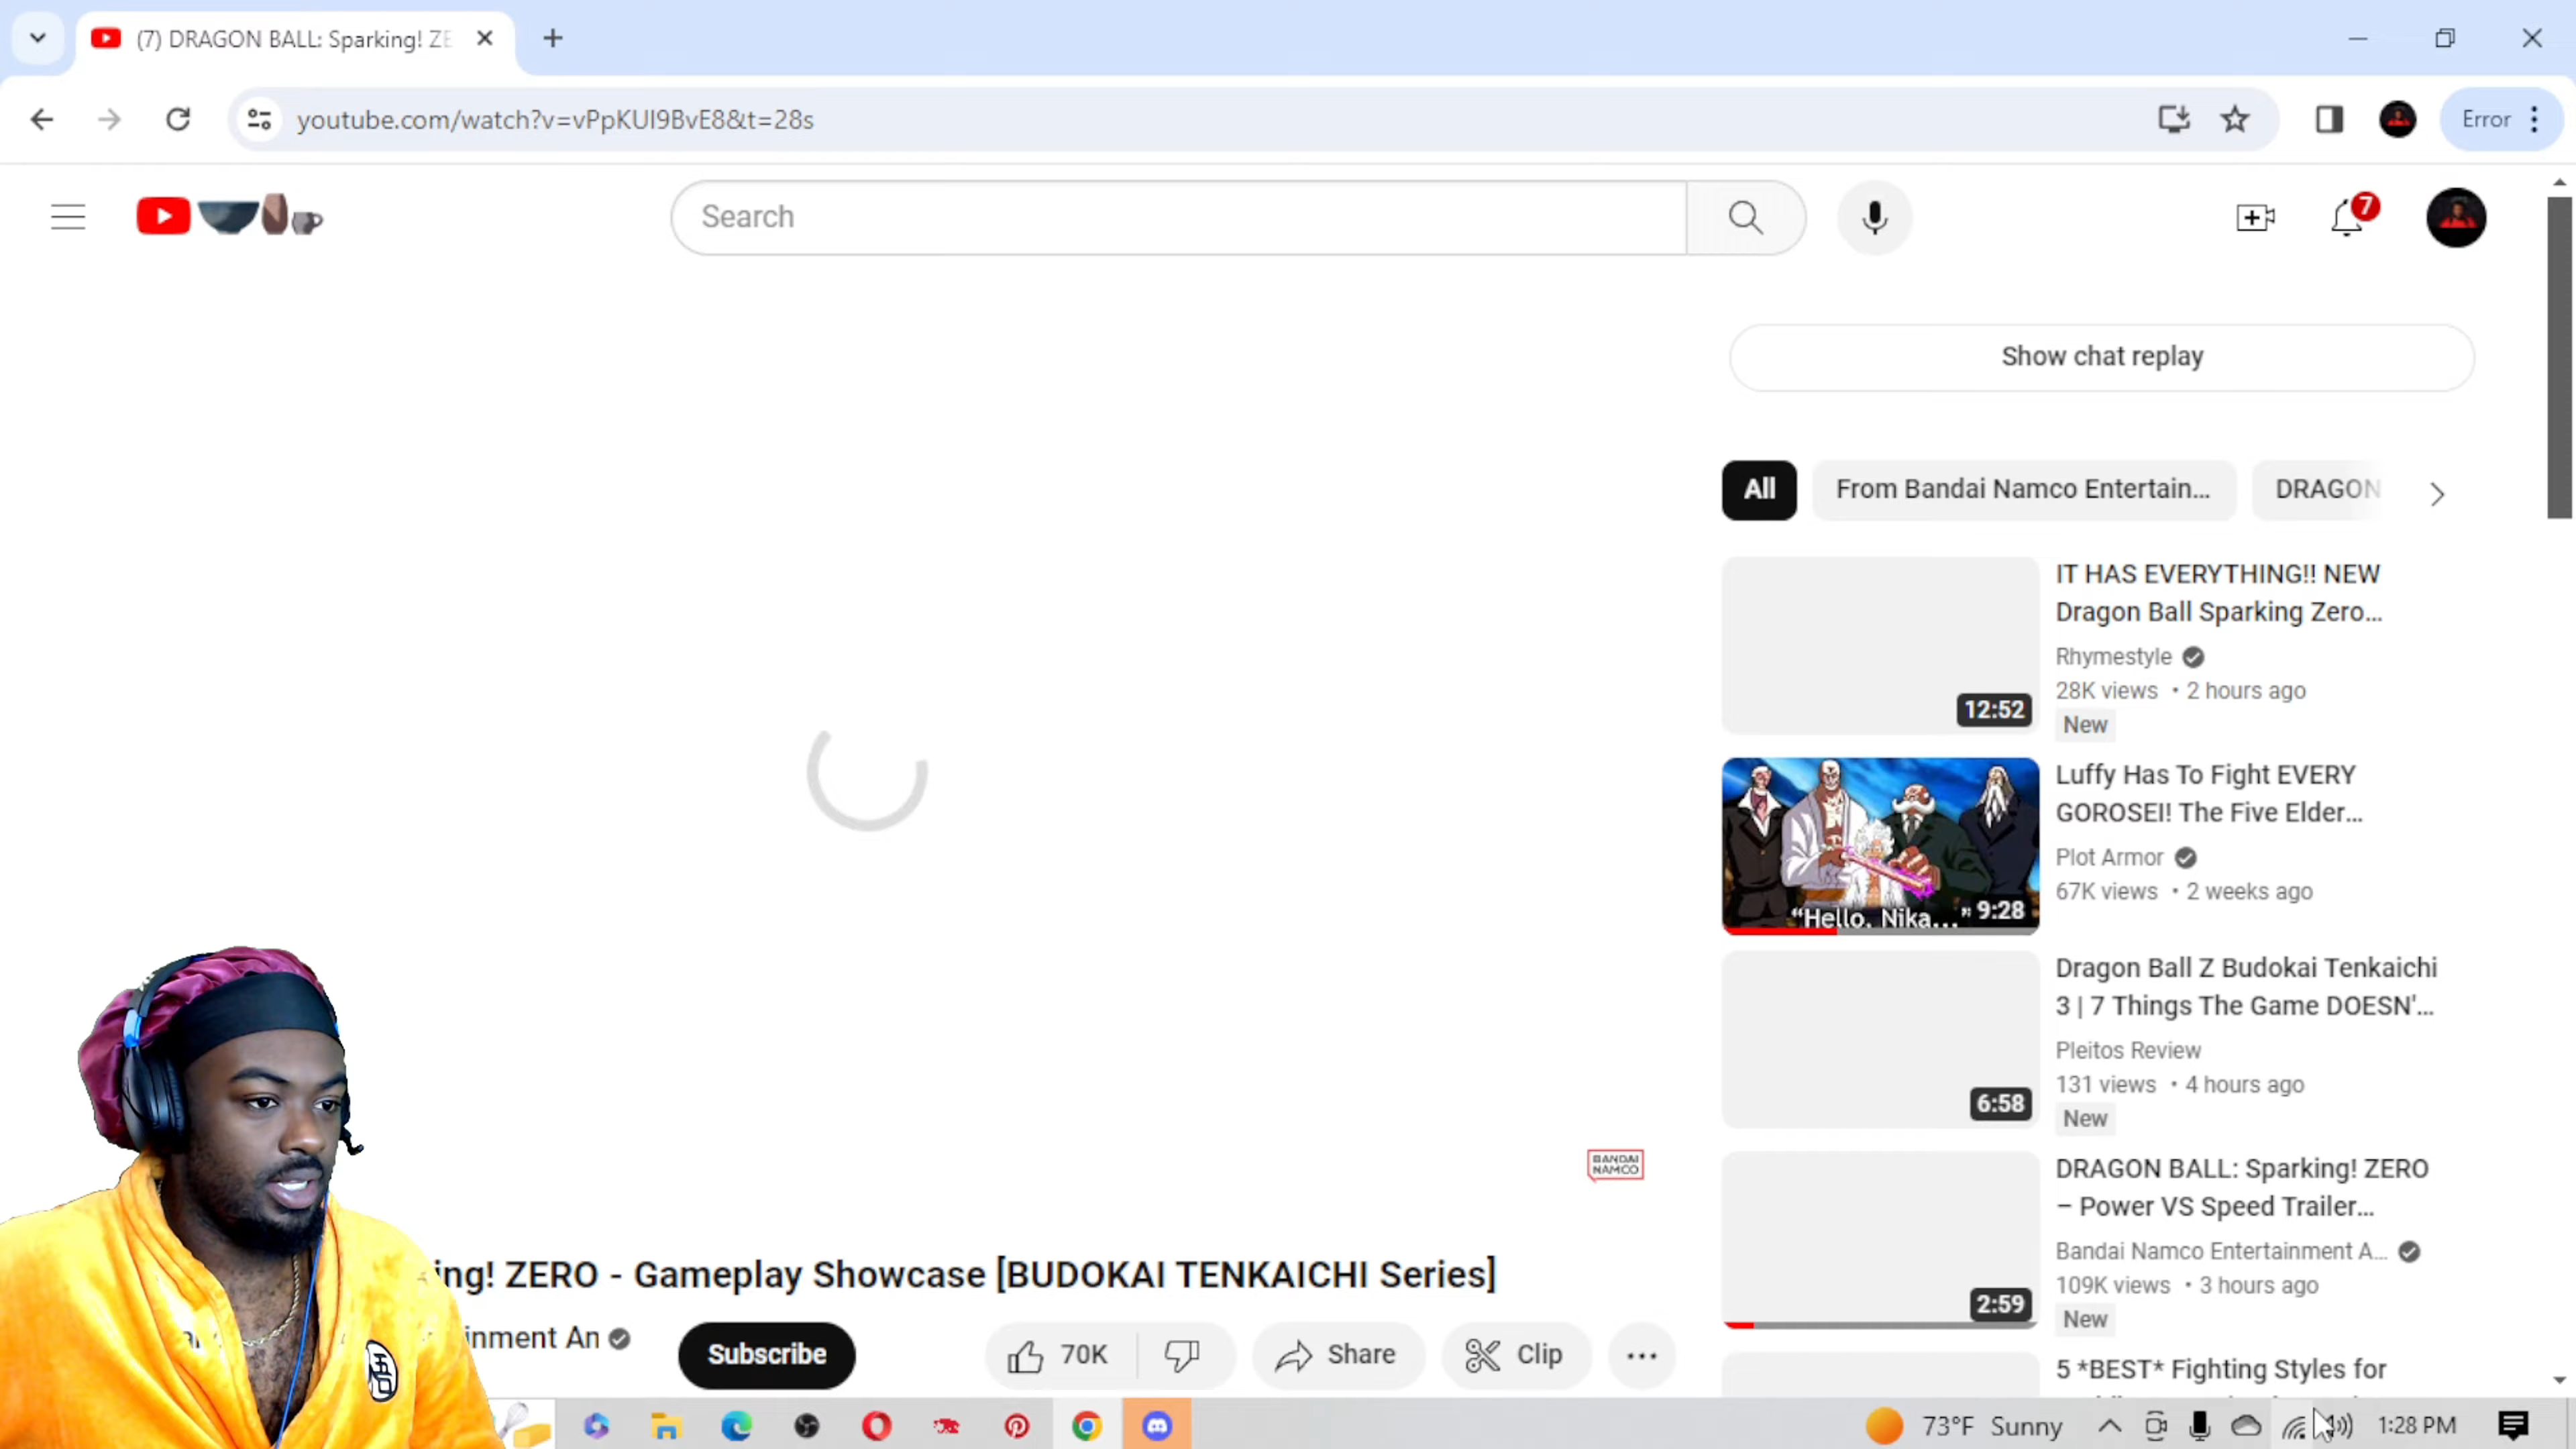 (7) DRAGON BALL: Sparking! ZE
youtube.com/watch?v=vPpKUI9BvE8&t=28s
Error
Search
7
Show chat replay
All
From Bandai Namco Entertain...
DRAGON
IT HAS EVERYTHING!! NEW
Dragon Ball Sparking Zero...
Rhymestyle
28K views • 2 hours ago
New
12:52
Luffy Has To Fight EVERY
GOROSEI! The Five Elder...
Plot Armor
67K views • 2 weeks ago
"Hello, Nika..."
9:28
Dragon Ball Z Budokai Tenkaichi
3 | 7 Things The Game DOESN'...
Pleitos Review
131 views • 4 hours ago
New
6:58
DRAGON BALL: Sparking! ZERO
– Power VS Speed Trailer...
Bandai Namco Entertainment A...
109K views • 3 hours ago
New
2:59
5 *BEST* Fighting Styles for
BANDAI
NAMCO
ing! ZERO - Gameplay Showcase [BUDOKAI TENKAICHI Series]
inment An
Subscribe
70K
Share
Clip
73°F Sunny
1:28 PM